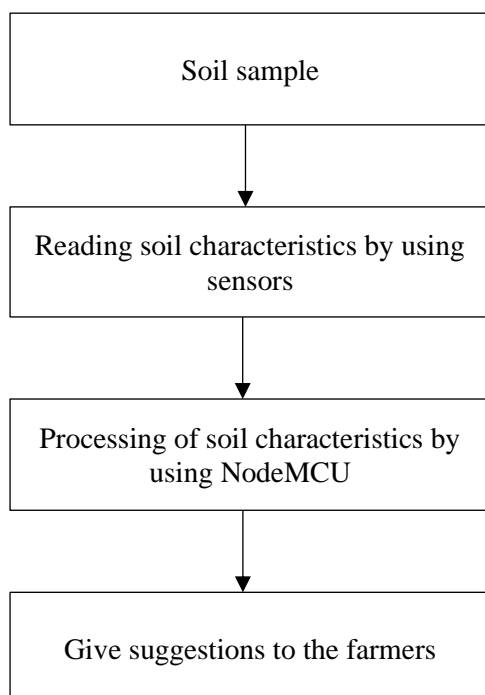 Soil sample
Reading soil characteristics by using
sensors
Processing of soil characteristics by
using NodeMCU
Give suggestions to the farmers